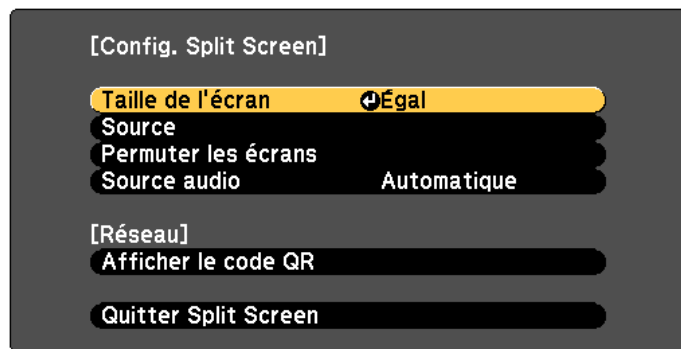 [Config. Split Screen]
Taille de l'écran Égal
Source
Permuter les écrans
Source audio Automatique
[Réseau]
Afficher le code QR
Quitter Split Screen